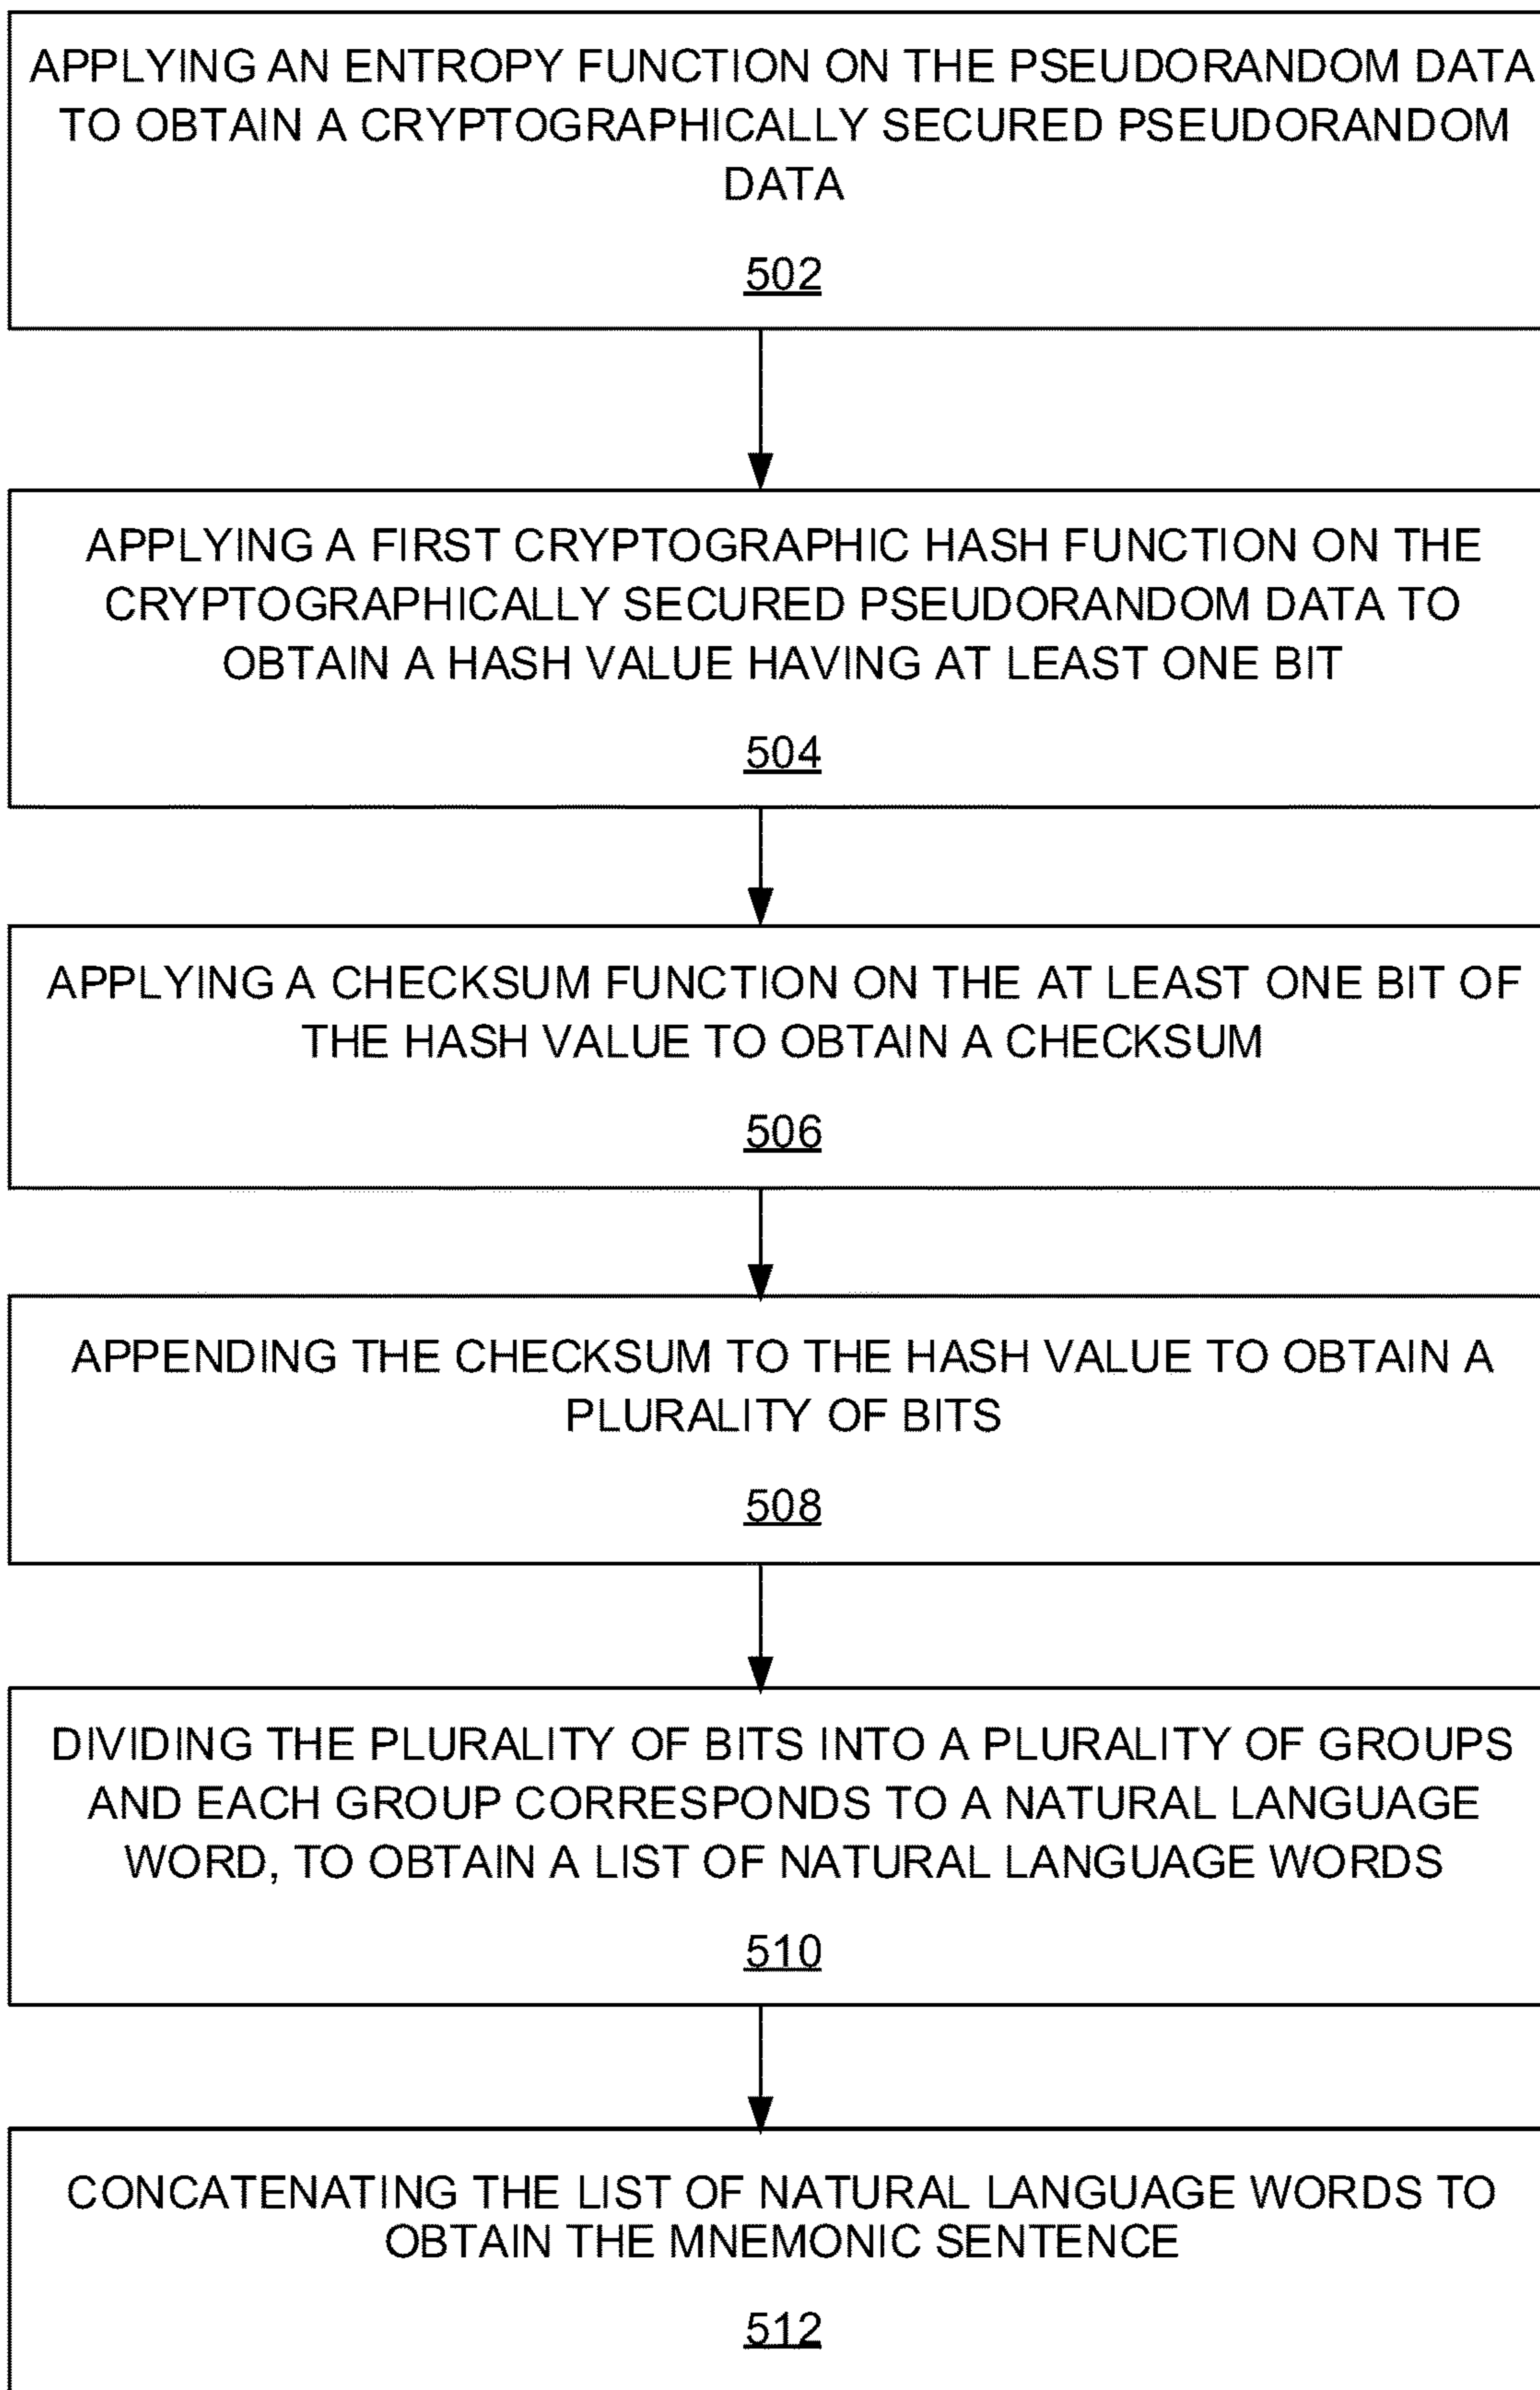 APPLYING AN ENTROPY FUNCTION ON THE PSEUDORANDOM DATA
TO OBTAIN A CRYPTOGRAPHICALLY SECURED PSEUDORANDOM
DATA
502
APPLYING A FIRST CRYPTOGRAPHIC HASH FUNCTION ON THE
CRYPTOGRAPHICALLY SECURED PSEUDORANDOM DATA TO
OBTAIN A HASH VALUE HAVING AT LEAST ONE BIT
504
APPLYING A CHECKSUM FUNCTION ON THE AT LEAST ONE BIT OF
THE HASH VALUE TO OBTAIN A CHECKSUM
506
APPENDING THE CHECKSUM TO THE HASH VALUE TO OBTAIN A
PLURALITY OF BITS
508
DIVIDING THE PLURALITY OF BITS INTO A PLURALITY OF GROUPS
AND EACH GROUP CORRESPONDS TO A NATURAL LANGUAGE
WORD, TO OBTAIN A LIST OF NATURAL LANGUAGE WORDS
510
CONCATENATING THE LIST OF NATURAL LANGUAGE WORDS TO
OBTAIN THE MNEMONIC SENTENCE
512